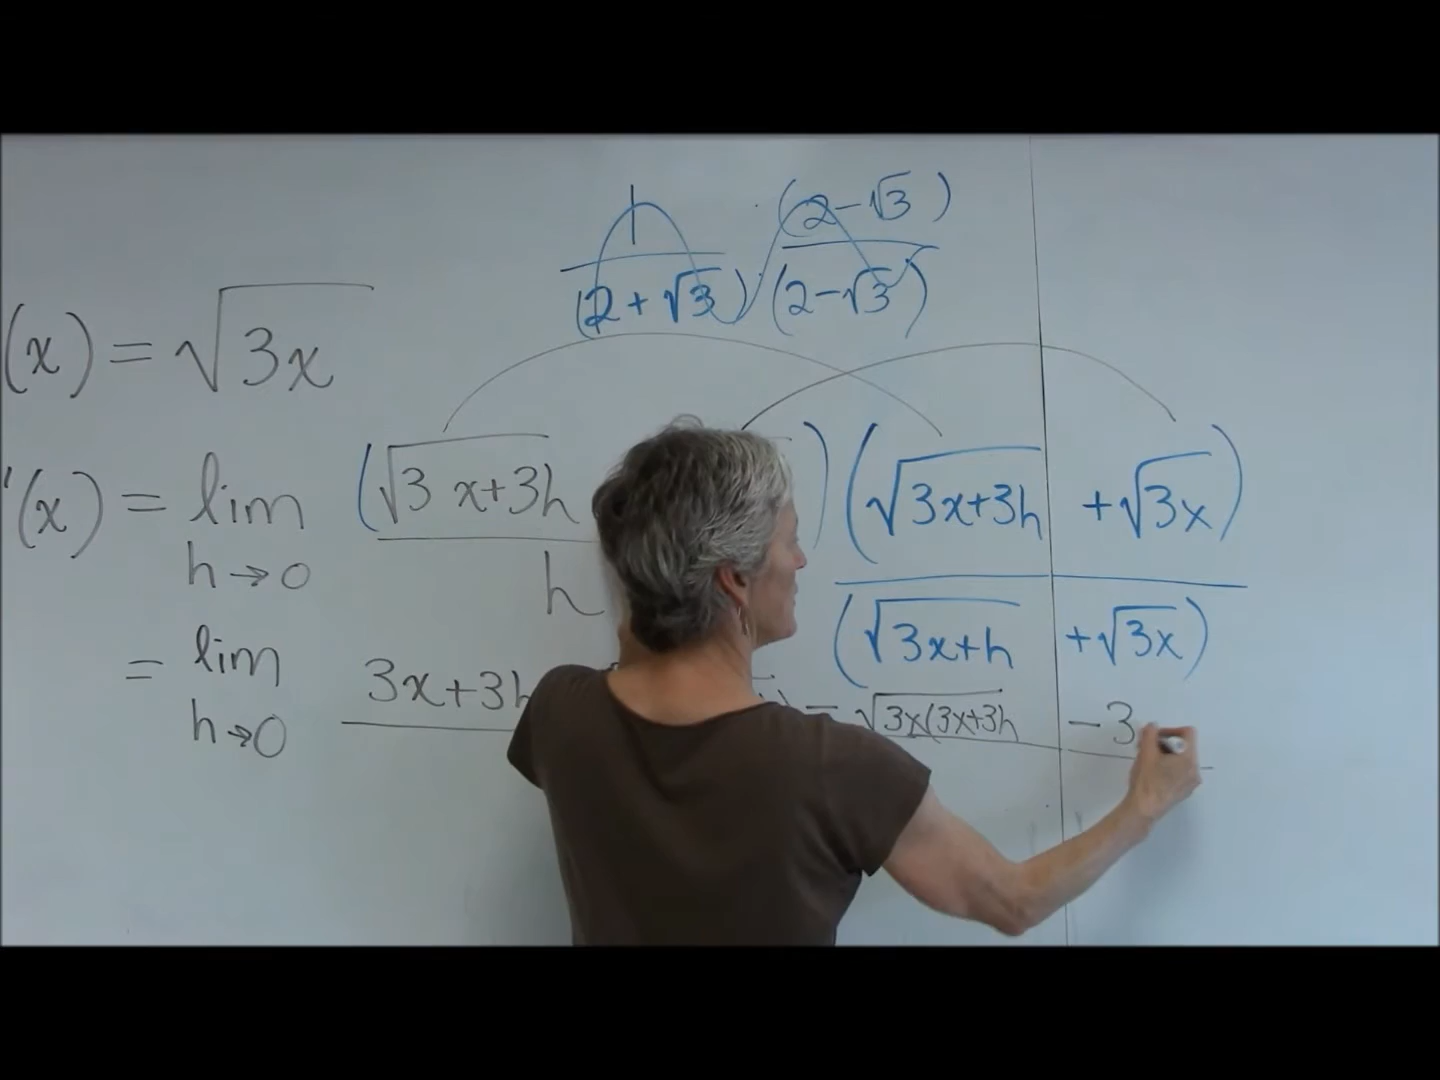 1 (2-√3)
(2+√3) (2-√3)
(x) = √3x
'(x) = lim h→0 (√3x+3h ) (√3x+3h + √3x)
h (√3x+h + √3x)
= lim h→0 3x+3h - √3x(3x+3h - 3